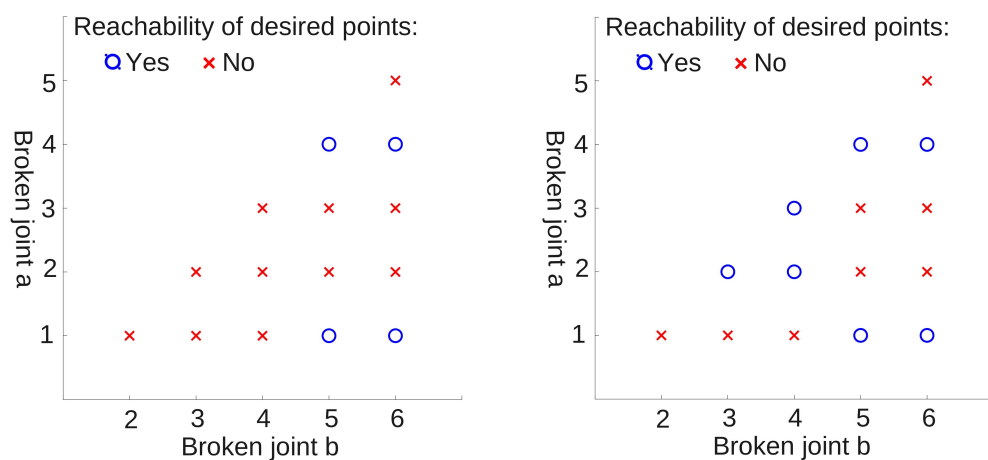 Reachability of desired points:
Yes No
5
4
3
2
1
Broken joint a
2 3 4 5 6
Broken joint b
Reachability of desired points:
Yes No
5
4
3
2
1
Broken joint a
2 3 4 5 6
Broken joint b